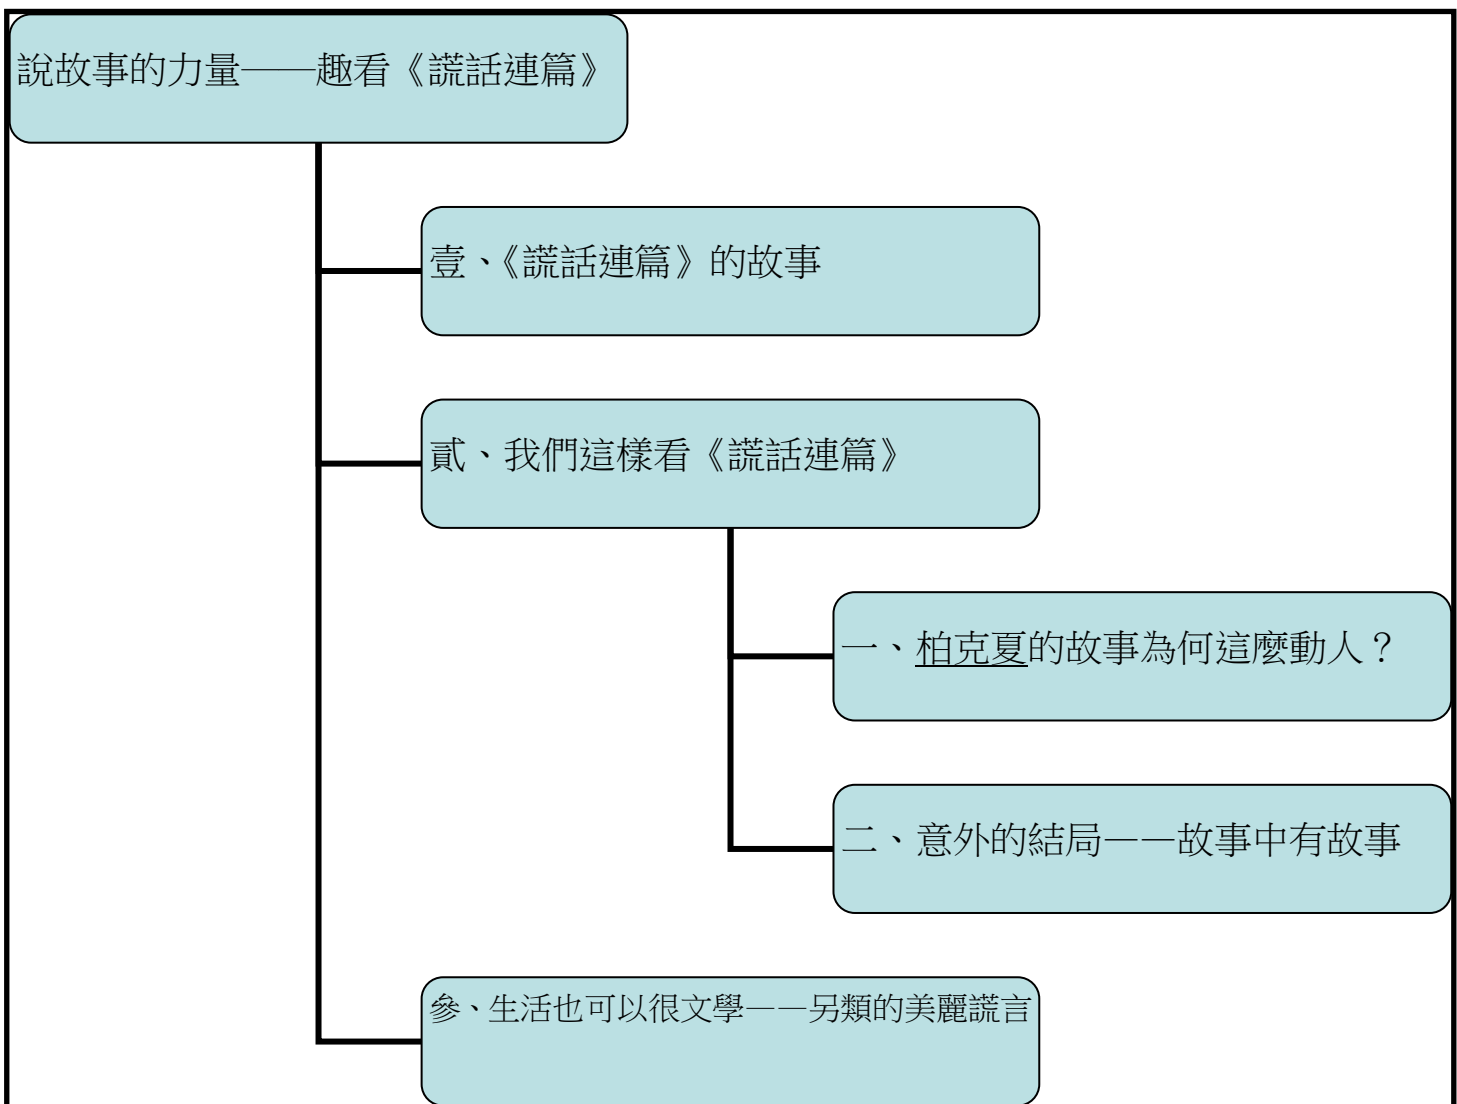 說故事的力量——趣看《謊話連篇》
壹、《謊話連篇》的故事
貳、我們這樣看《謊話連篇》
一、柏克夏的故事為何這麼動人？
二、意外的結局——故事中有故事
參、生活也可以很文學——另類的美麗謊言